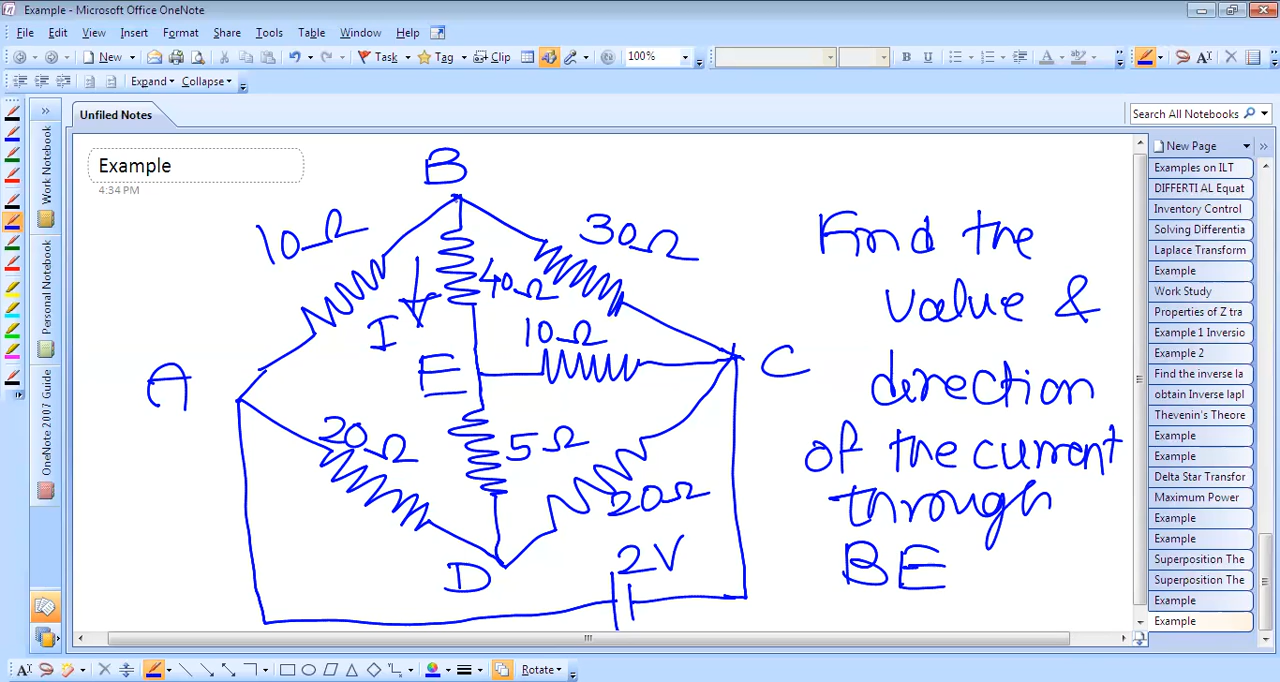 Example - Microsoft Office OneNote
File Edit View Insert Format Share Tools Table Window Help
New Task Tag Clip 100% B U
Expand Collapse
Unfiled Notes
Search All Notebooks
Example
4:34 PM
New Page
Examples on ILT
DIFFERTI AL Equat
Inventory Control
Solving Differentia
Laplace Transform
Example
Work Study
Properties of Z tra
Example 1 Inversio
Example 2
Find the inverse la
obtain Inverse lapl
Thevenin's Theore
Example
Example
Delta Star Transfor
Maximum Power
Example
Example
Superposition The
Superposition The
Example
Example
Work Notebook
Personal Notebook
OneNote 2007 Guide
B
10Ω
30Ω
40Ω
I
10Ω
E
A
C
20Ω
5Ω
20Ω
D
2V
Find the
value &
direction
of the current
through
BE
Rotate